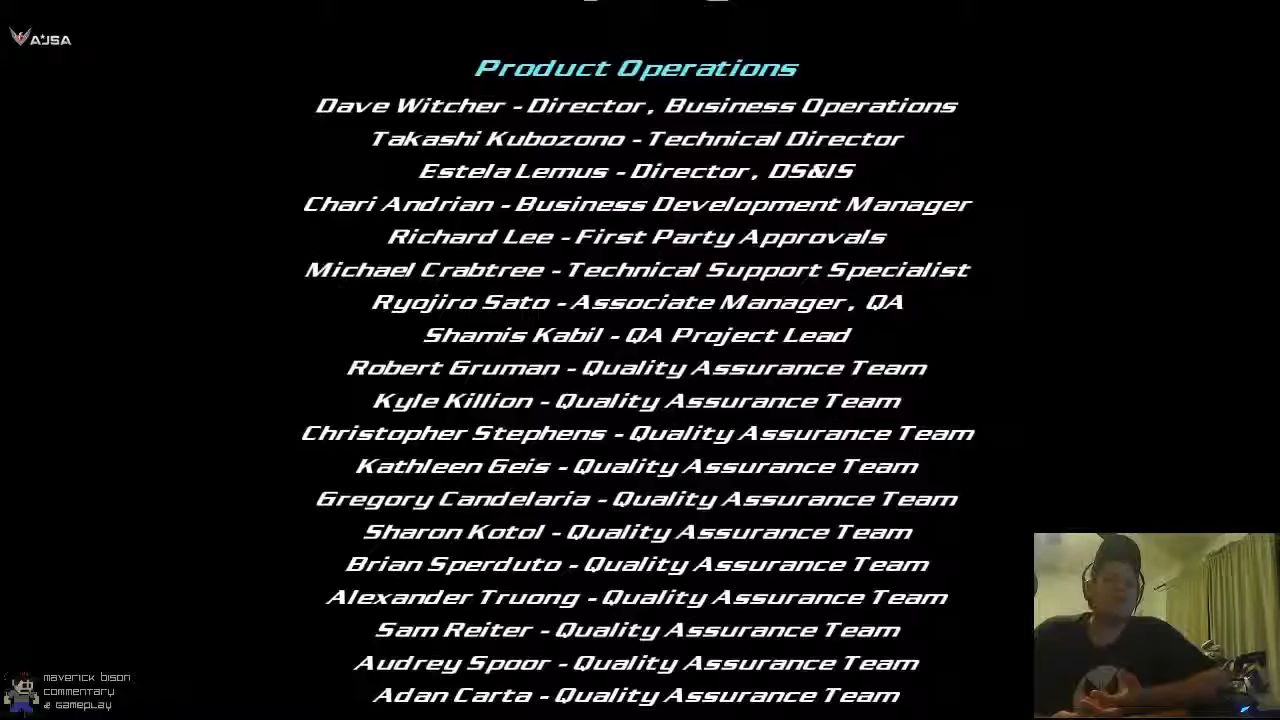 AJSA
Product Operations
Dave Witcher - Director, Business Operations
Takashi Kubozono - Technical Director
Estela Lemus - Director, DS&IS
Chari Andrian - Business Development Manager
Richard Lee - First Party Approvals
Michael Crabtree - Technical Support Specialist
Ryojiro Sato - Associate Manager, QA
Shamis Kabil - QA Project Lead
Robert Gruman - Quality Assurance Team
Kyle Killion - Quality Assurance Team
Christopher Stephens - Quality Assurance Team
Kathleen Geis - Quality Assurance Team
Gregory Candelaria - Quality Assurance Team
Sharon Kotol - Quality Assurance Team
Brian Sperduto - Quality Assurance Team
Alexander Truong - Quality Assurance Team
Sam Reiter - Quality Assurance Team
Audrey Spoor - Quality Assurance Team
Adan Carta - Quality Assurance Team
maverick bison
commentary
& gameplay